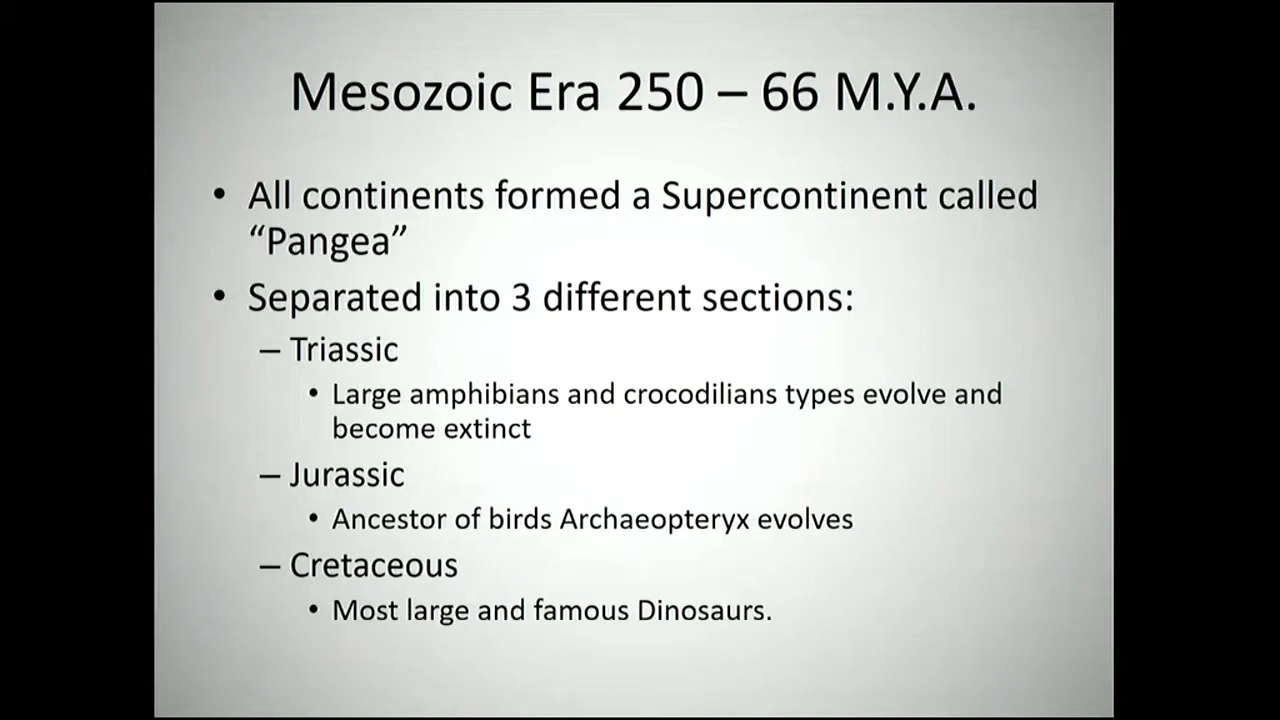 Mesozoic Era 250 – 66 M.Y.A.
• All continents formed a Supercontinent called
“Pangea”
• Separated into 3 different sections:
– Triassic
• Large amphibians and crocodilians types evolve and
become extinct
– Jurassic
• Ancestor of birds Archaeopteryx evolves
– Cretaceous
• Most large and famous Dinosaurs.